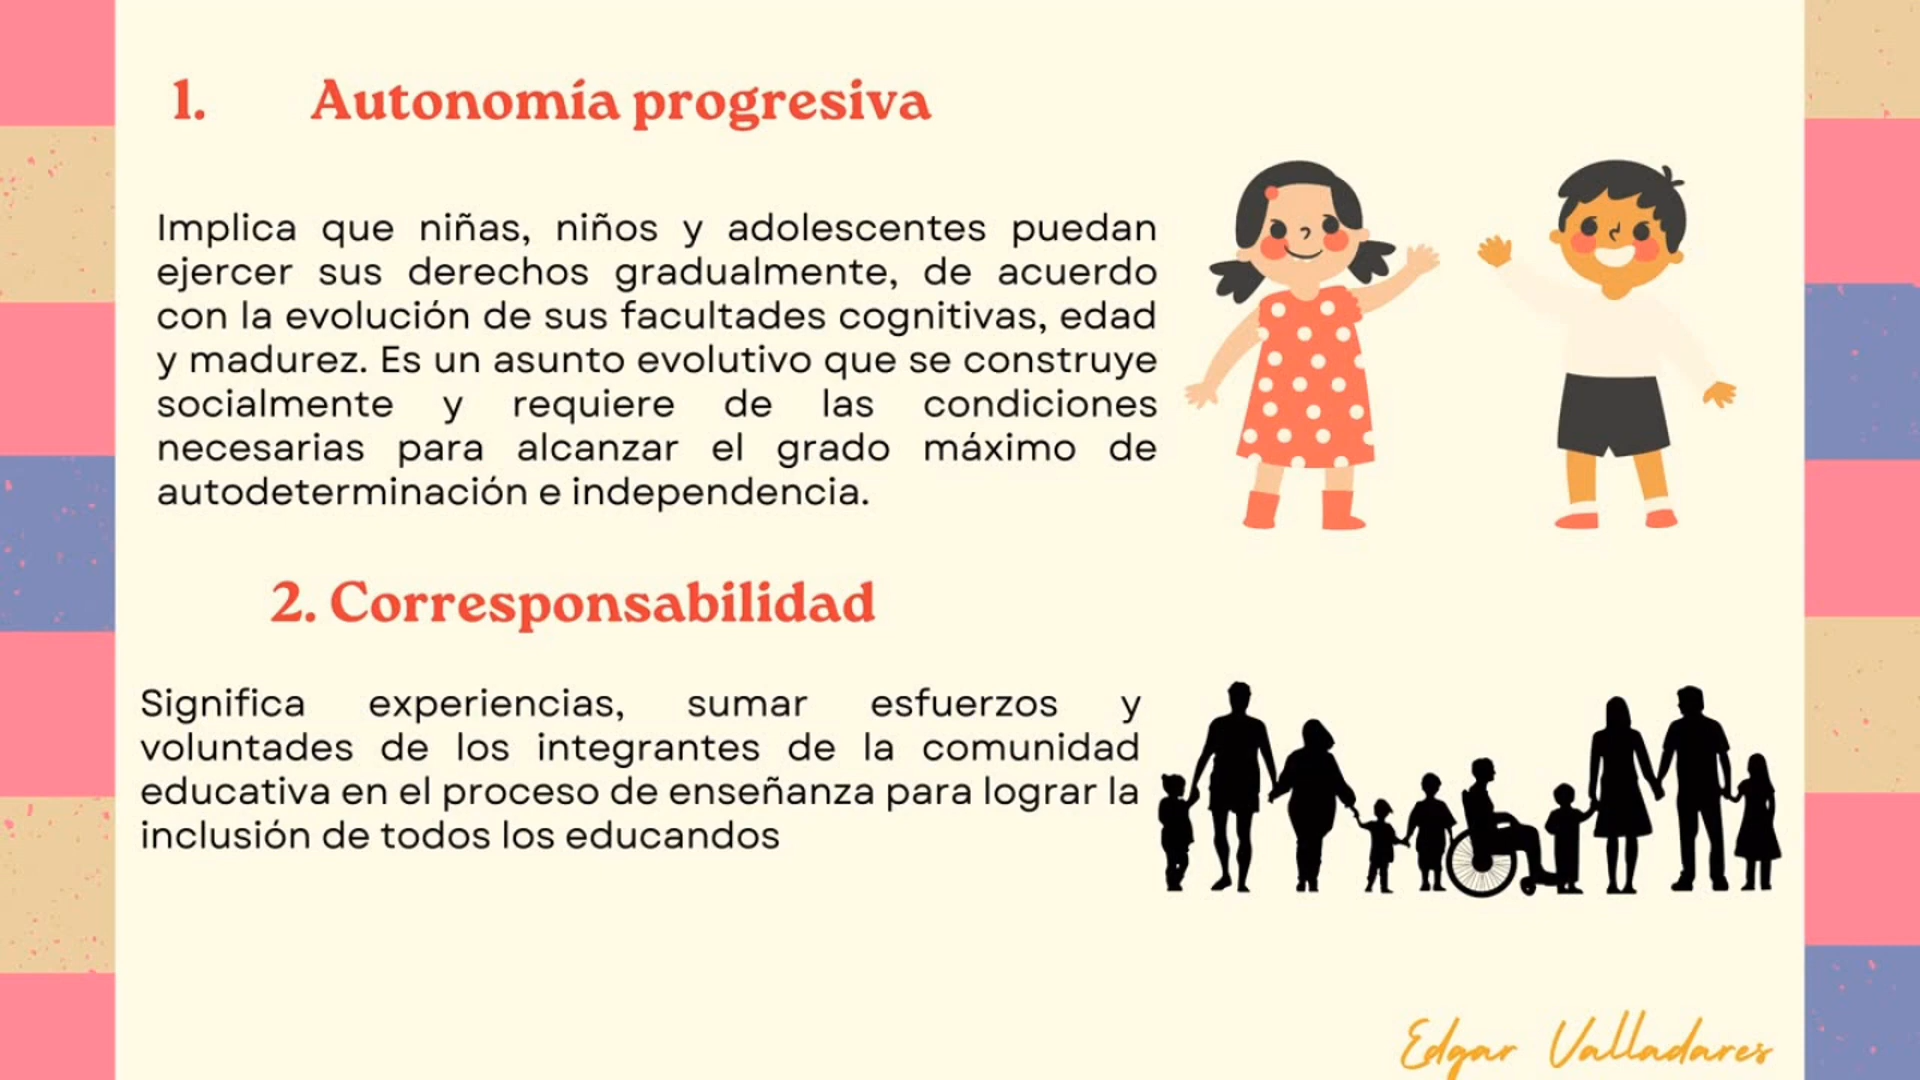 1. Autonomía progresiva
Implica que niñas, niños y adolescentes puedan
ejercer sus derechos gradualmente, de acuerdo
con la evolución de sus facultades cognitivas, edad
y madurez. Es un asunto evolutivo que se construye
socialmente y requiere de las condiciones
necesarias para alcanzar el grado máximo de
autodeterminación e independencia.
2. Corresponsabilidad
Significa experiencias, sumar esfuerzos y
voluntades de los integrantes de la comunidad
educativa en el proceso de enseñanza para lograr la
inclusión de todos los educandos
Edgar Valladares